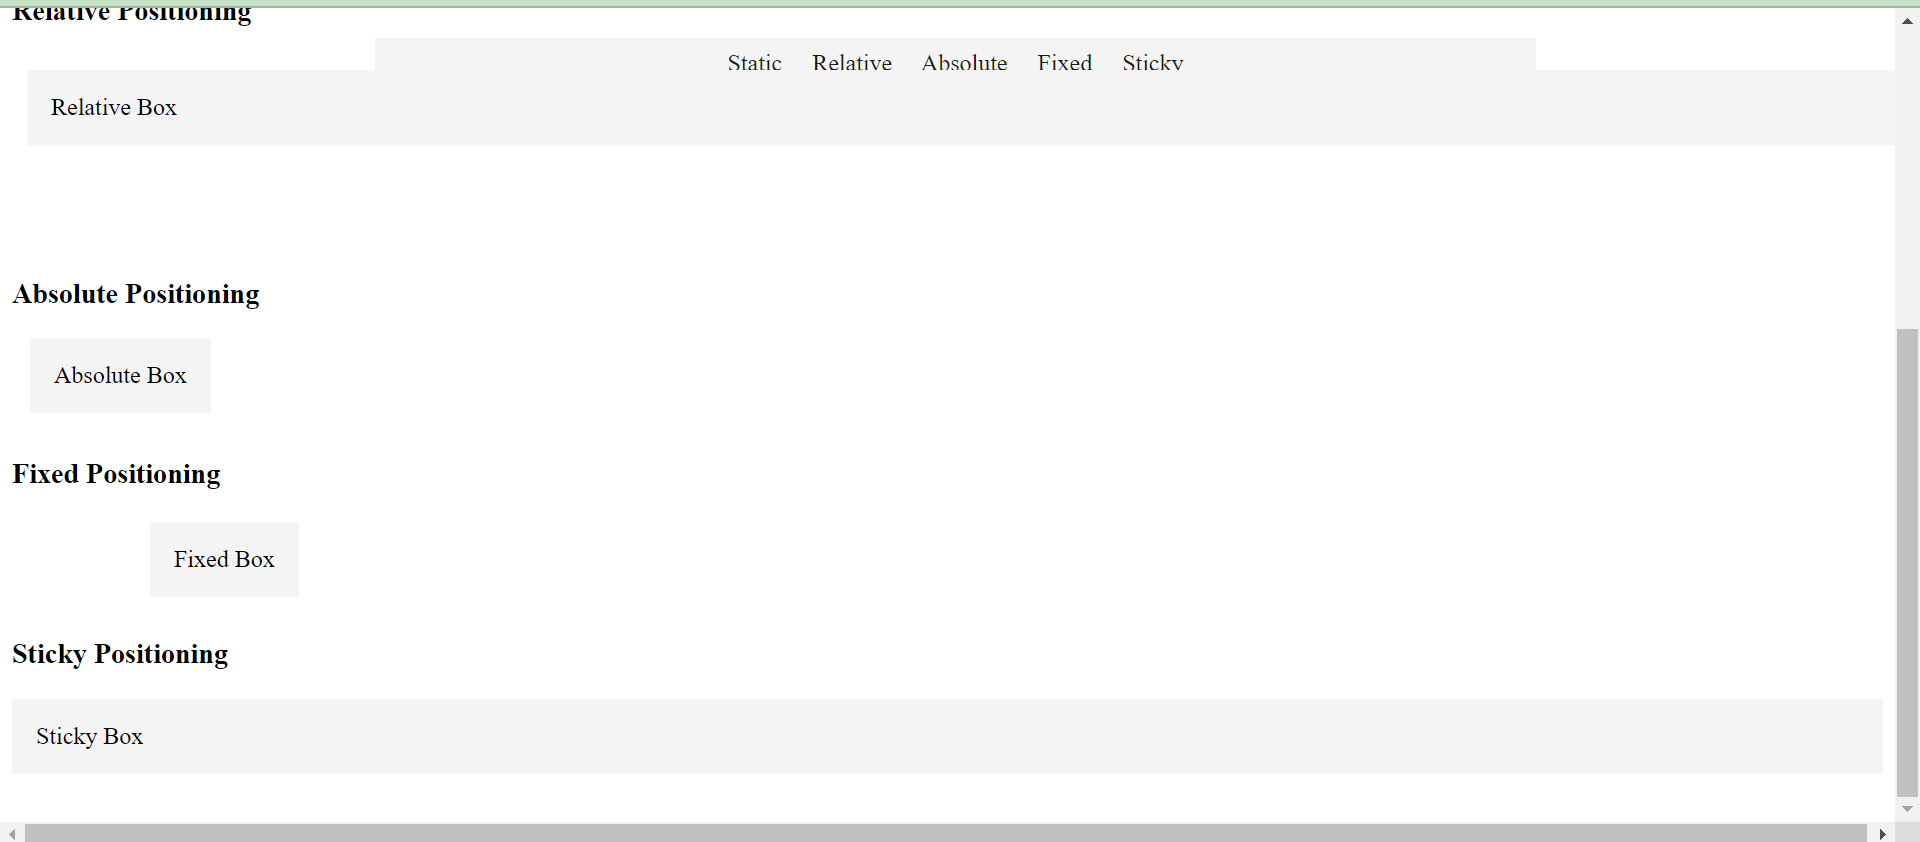 Relative Positioning
Static Relative Absolute Fixed Sticky
Relative Box
Absolute Positioning
Absolute Box
Fixed Positioning
Fixed Box
Sticky Positioning
Sticky Box